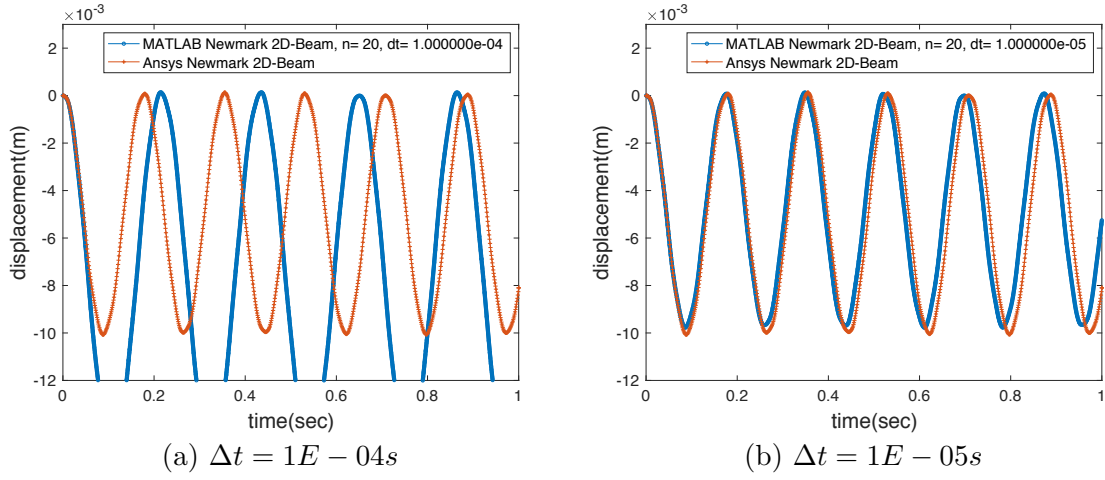 ×10⁻³
MATLAB Newmark 2D-Beam, n= 20, dt= 1.000000e-04
Ansys Newmark 2D-Beam
2
0
-2
-4
-6
-8
-10
-12
displacement(m)
0 0.2 0.4 0.6 0.8 1
time(sec)
(a) Δt = 1E − 04s
×10⁻³
MATLAB Newmark 2D-Beam, n= 20, dt= 1.000000e-05
Ansys Newmark 2D-Beam
2
0
-2
-4
-6
-8
-10
-12
displacement(m)
0 0.2 0.4 0.6 0.8 1
time(sec)
(b) Δt = 1E − 05s